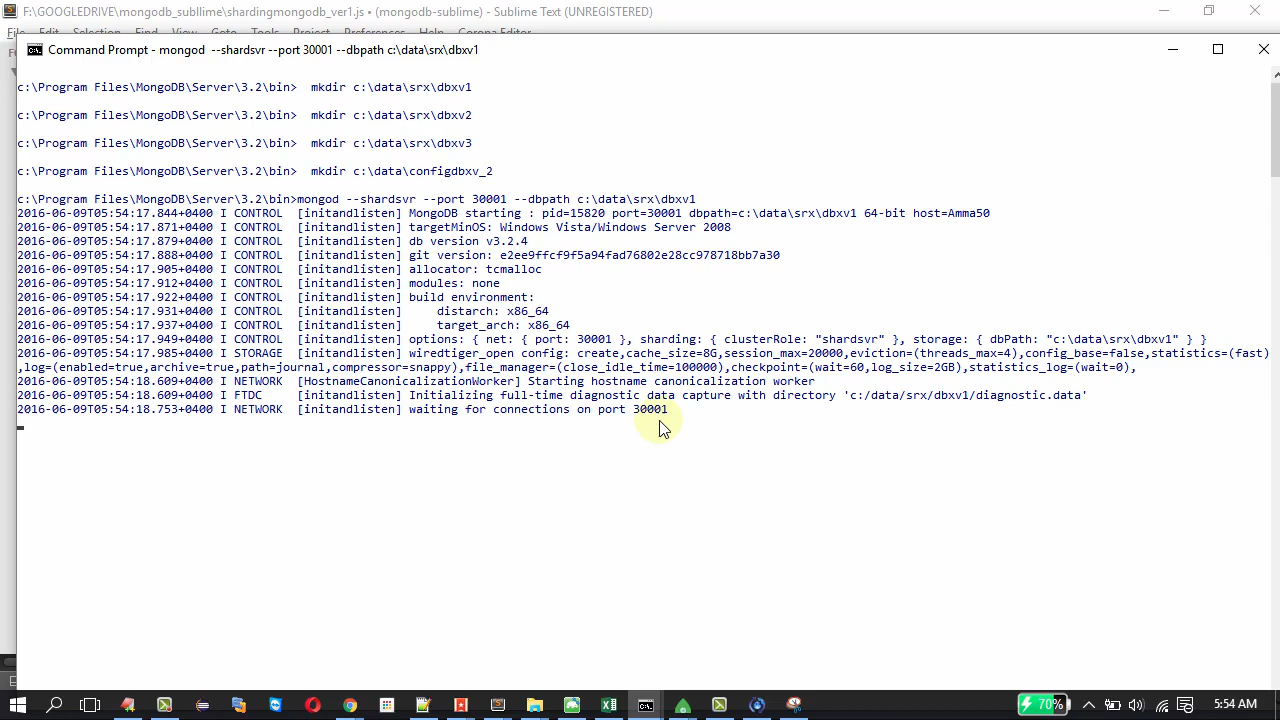 F:\GOOGLEDRIVE\mongodb_subllime\shardingmongodb_ver1.js • (mongodb-sublime) - Sublime Text (UNREGISTERED)
File Edit Selection Find View Goto Tools Project Preferences Help Corona Editor
Command Prompt - mongod --shardsvr --port 30001 --dbpath c:\data\srx\dbxv1
c:\Program Files\MongoDB\Server\3.2\bin> mkdir c:\data\srx\dbxv1
c:\Program Files\MongoDB\Server\3.2\bin> mkdir c:\data\srx\dbxv2
c:\Program Files\MongoDB\Server\3.2\bin> mkdir c:\data\srx\dbxv3
c:\Program Files\MongoDB\Server\3.2\bin> mkdir c:\data\configdbxv_2
c:\Program Files\MongoDB\Server\3.2\bin>mongod --shardsvr --port 30001 --dbpath c:\data\srx\dbxv1
2016-06-09T05:54:17.844+0400 I CONTROL [initandlisten] MongoDB starting : pid=15820 port=30001 dbpath=c:\data\srx\dbxv1 64-bit host=Amma50
2016-06-09T05:54:17.871+0400 I CONTROL [initandlisten] targetMinOS: Windows Vista/Windows Server 2008
2016-06-09T05:54:17.879+0400 I CONTROL [initandlisten] db version v3.2.4
2016-06-09T05:54:17.888+0400 I CONTROL [initandlisten] git version: e2ee9ffcf9f5a94fad76802e28cc978718bb7a30
2016-06-09T05:54:17.905+0400 I CONTROL [initandlisten] allocator: tcmalloc
2016-06-09T05:54:17.912+0400 I CONTROL [initandlisten] modules: none
2016-06-09T05:54:17.922+0400 I CONTROL [initandlisten] build environment:
2016-06-09T05:54:17.931+0400 I CONTROL [initandlisten]     distarch: x86_64
2016-06-09T05:54:17.937+0400 I CONTROL [initandlisten]     target_arch: x86_64
2016-06-09T05:54:17.949+0400 I CONTROL [initandlisten] options: { net: { port: 30001 }, sharding: { clusterRole: "shardsvr" }, storage: { dbPath: "c:\data\srx\dbxv1" } }
2016-06-09T05:54:17.985+0400 I STORAGE [initandlisten] wiredtiger_open config: create,cache_size=8G,session_max=20000,eviction=(threads_max=4),config_base=false,statistics=(fast)
,log=(enabled=true,archive=true,path=journal,compressor=snappy),file_manager=(close_idle_time=100000),checkpoint=(wait=60,log_size=2GB),statistics_log=(wait=0),
2016-06-09T05:54:18.609+0400 I NETWORK [HostnameCanonicalizationWorker] Starting hostname canonicalization worker
2016-06-09T05:54:18.609+0400 I FTDC [initandlisten] Initializing full-time diagnostic data capture with directory 'c:/data/srx/dbxv1/diagnostic.data'
2016-06-09T05:54:18.753+0400 I NETWORK [initandlisten] waiting for connections on port 30001
70%
5:54 AM